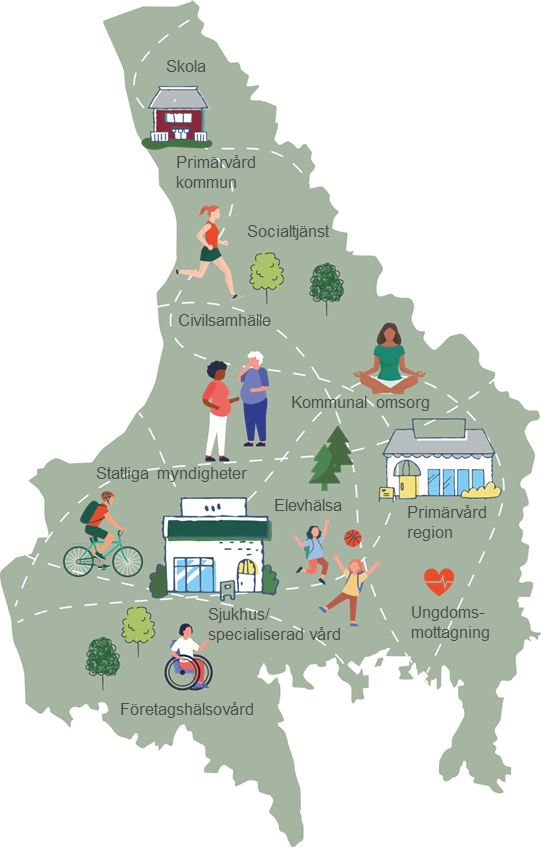 Skola
Primärvård
kommun
Socialtjänst
Civilsamhälle
Kommunal omsorg
Statliga myndigheter
Elevhälsa
Primärvård
region
Sjukhus/
specialiserad vård
Ungdoms-
mottagning
Företagshälsovård